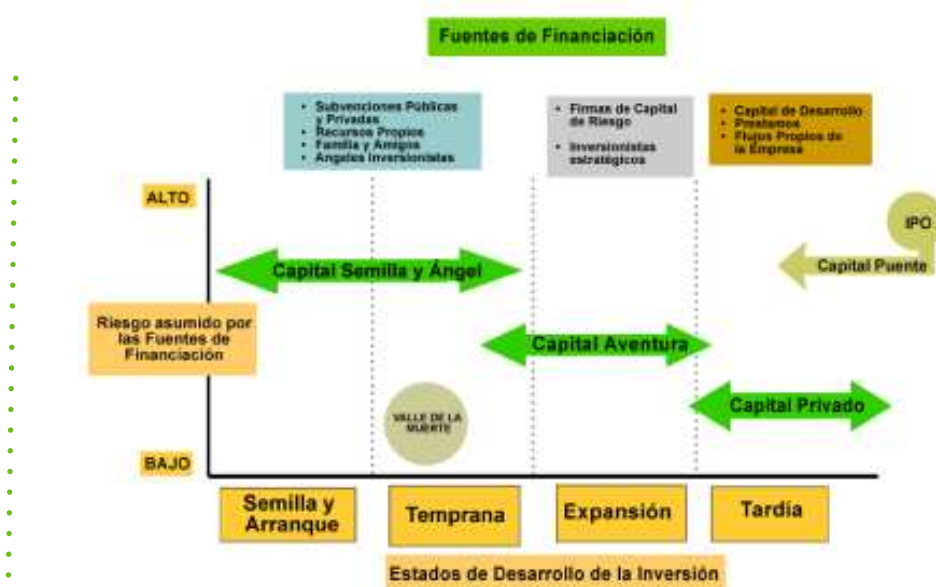 Fuentes de Financiación
• Subvenciones Públicas
y Privadas
• Recursos Propios
• Familia y Amigos
• Angeles Inversionistas
• Firmas de Capital
de Riesgo
• Inversionistas
estratégicos
• Capital de Desarrollo
• Prestamos
• Flujos Propios de
la Empresa
ALTO
IPO
Capital Semilla y Ángel
Capital Puente
Riesgo asumido por
las Fuentes de
Financiación
Capital Aventura
Capital Privado
VALLE DE LA
MUERTE
BAJO
Semilla y
Arranque
Temprana
Expansión
Tardía
Estados de Desarrollo de la Inversión